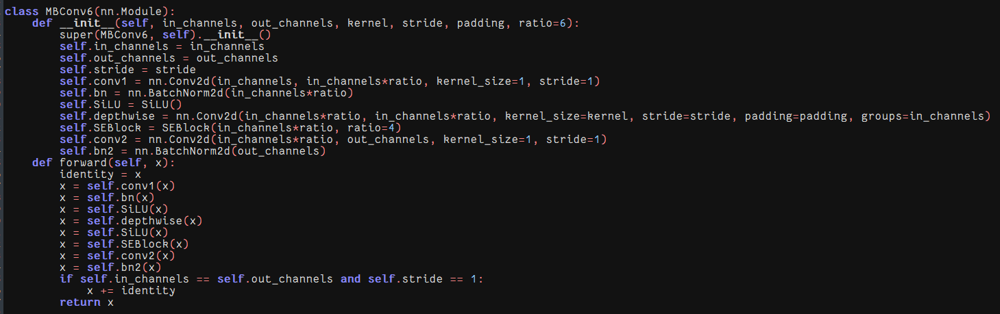 class MBConv6(nn.Module):
    def __init__(self, in_channels, out_channels, kernel, stride, padding, ratio=6):
        super(MBConv6, self).__init__()
        self.in_channels = in_channels
        self.out_channels = out_channels
        self.stride = stride
        self.conv1 = nn.Conv2d(in_channels, in_channels*ratio, kernel_size=1, stride=1)
        self.bn = nn.BatchNorm2d(in_channels*ratio)
        self.SiLU = SiLU()
        self.depthwise = nn.Conv2d(in_channels*ratio, in_channels*ratio, kernel_size=kernel, stride=stride, padding=padding, groups=in_channels)
        self.SEBlock = SEBlock(in_channels*ratio, ratio=4)
        self.conv2 = nn.Conv2d(in_channels*ratio, out_channels, kernel_size=1, stride=1)
        self.bn2 = nn.BatchNorm2d(out_channels)
    def forward(self, x):
        identity = x
        x = self.conv1(x)
        x = self.bn(x)
        x = self.SiLU(x)
        x = self.depthwise(x)
        x = self.SiLU(x)
        x = self.SEBlock(x)
        x = self.conv2(x)
        x = self.bn2(x)
        if self.in_channels == self.out_channels and self.stride == 1:
            x += identity
        return x